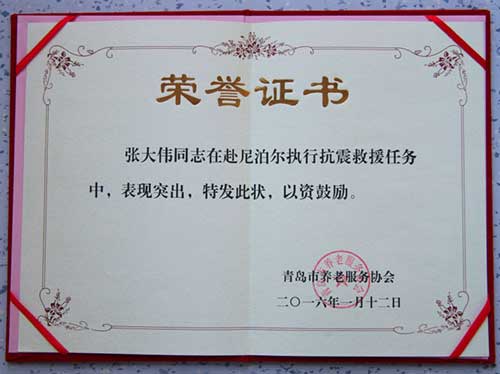 荣誉证书
张大伟同志在赴尼泊尔执行抗震救援任务
中，表现突出，特发此状，以资鼓励。
青岛市养老服务协会
二〇一六年一月十二日